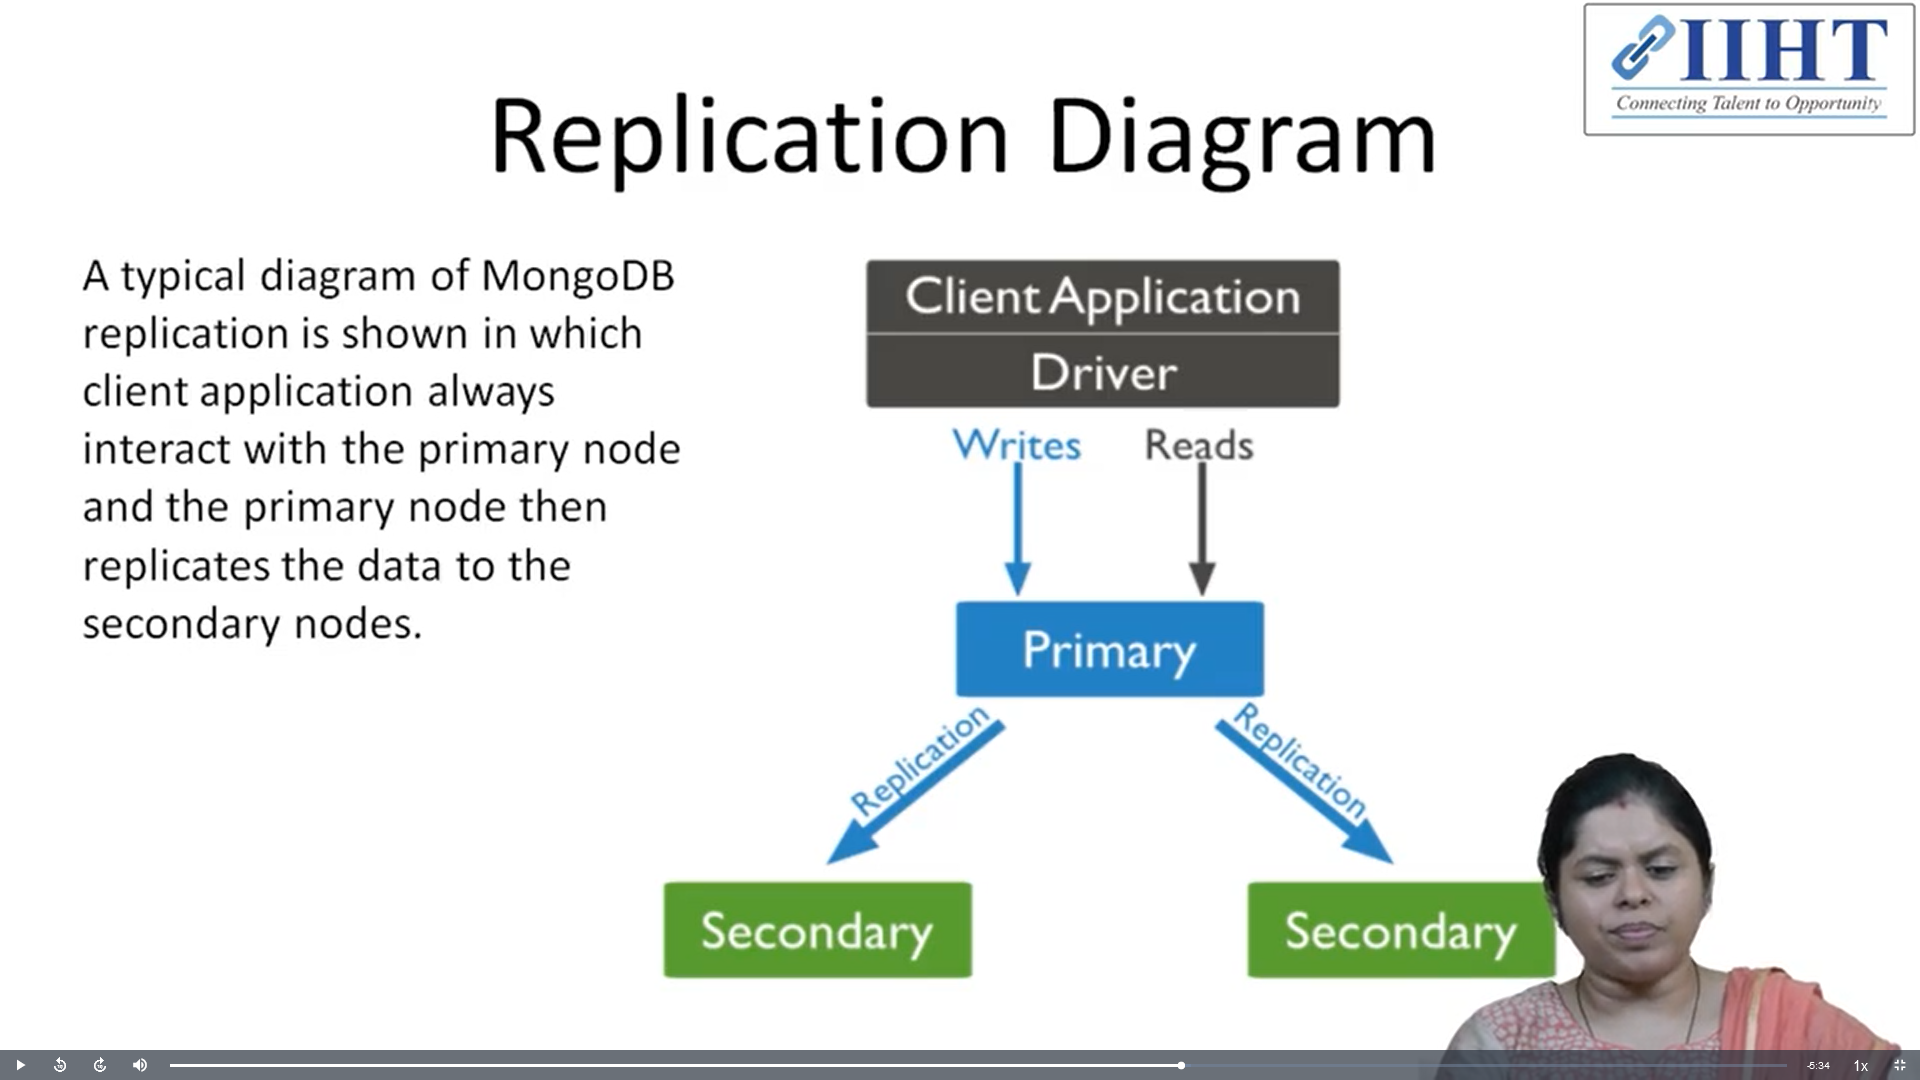 IIHT
Connecting Talent to Opportunity
Replication Diagram
A typical diagram of MongoDB
replication is shown in which
client application always
interact with the primary node
and the primary node then
replicates the data to the
secondary nodes.
Client Application
Driver
Writes Reads
Primary
Replication Replication
Secondary Secondary
-5:34 1x